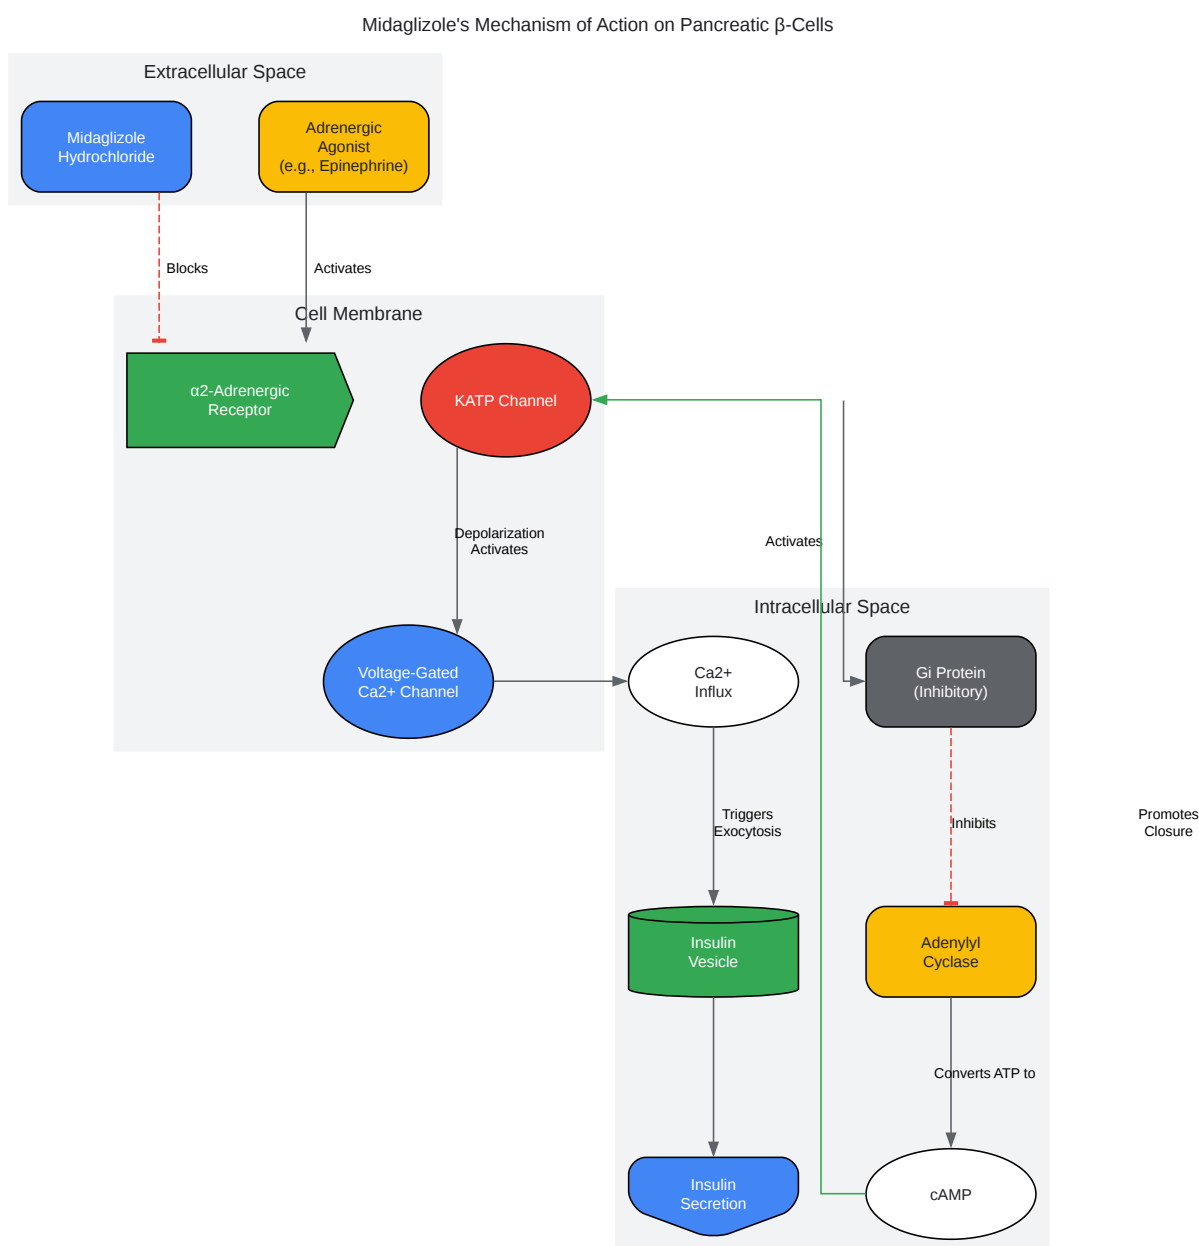 Midaglizole's Mechanism of Action on Pancreatic β-Cells
Extracellular Space
Midaglizole
Hydrochloride
Adrenergic
Agonist
(e.g., Epinephrine)
Blocks
Activates
Cell Membrane
α2-Adrenergic
Receptor
KATP Channel
Depolarization
Activates
Activates
Intracellular Space
Voltage-Gated
Ca2+ Channel
Ca2+
Influx
Gi Protein
(Inhibitory)
Triggers
Exocytosis
Inhibits
Promotes
Closure
Insulin
Vesicle
Adenylyl
Cyclase
Converts ATP to
Insulin
Secretion
cAMP